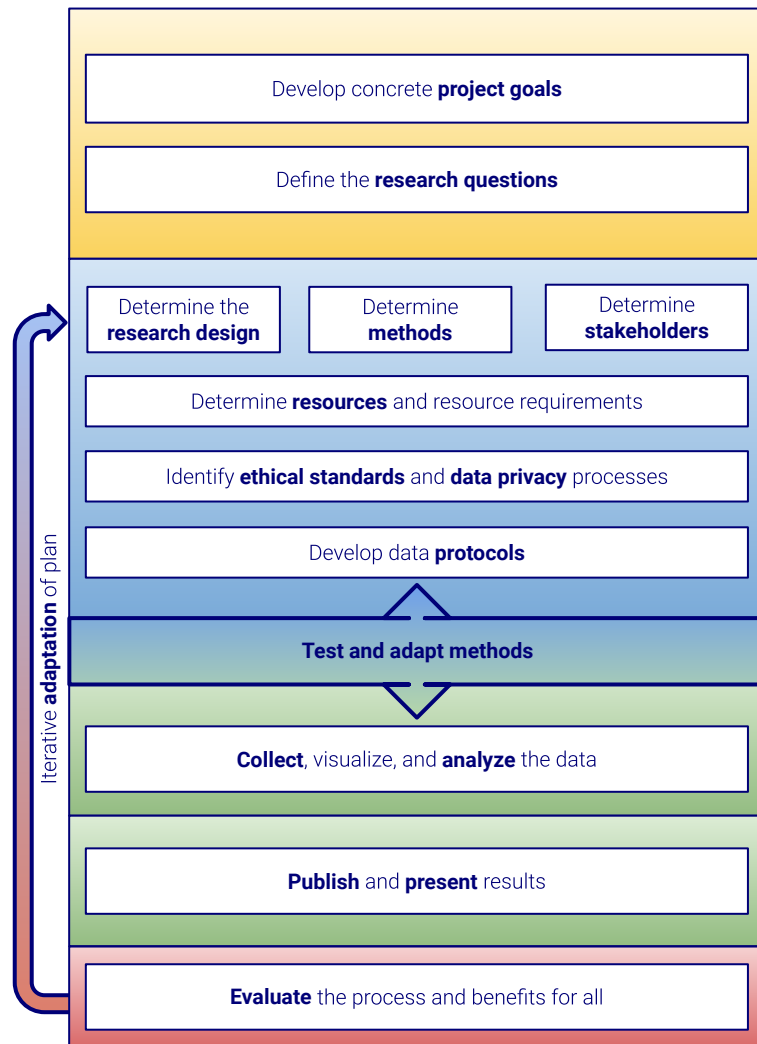 Develop concrete project goals
Define the research questions
Determine the
research design
Determine
methods
Determine
stakeholders
Determine resources and resource requirements
Identify ethical standards and data privacy processes
Develop data protocols
Test and adapt methods
Collect, visualize, and analyze the data
Publish and present results
Evaluate the process and benefits for all
Iterative adaptation of plan